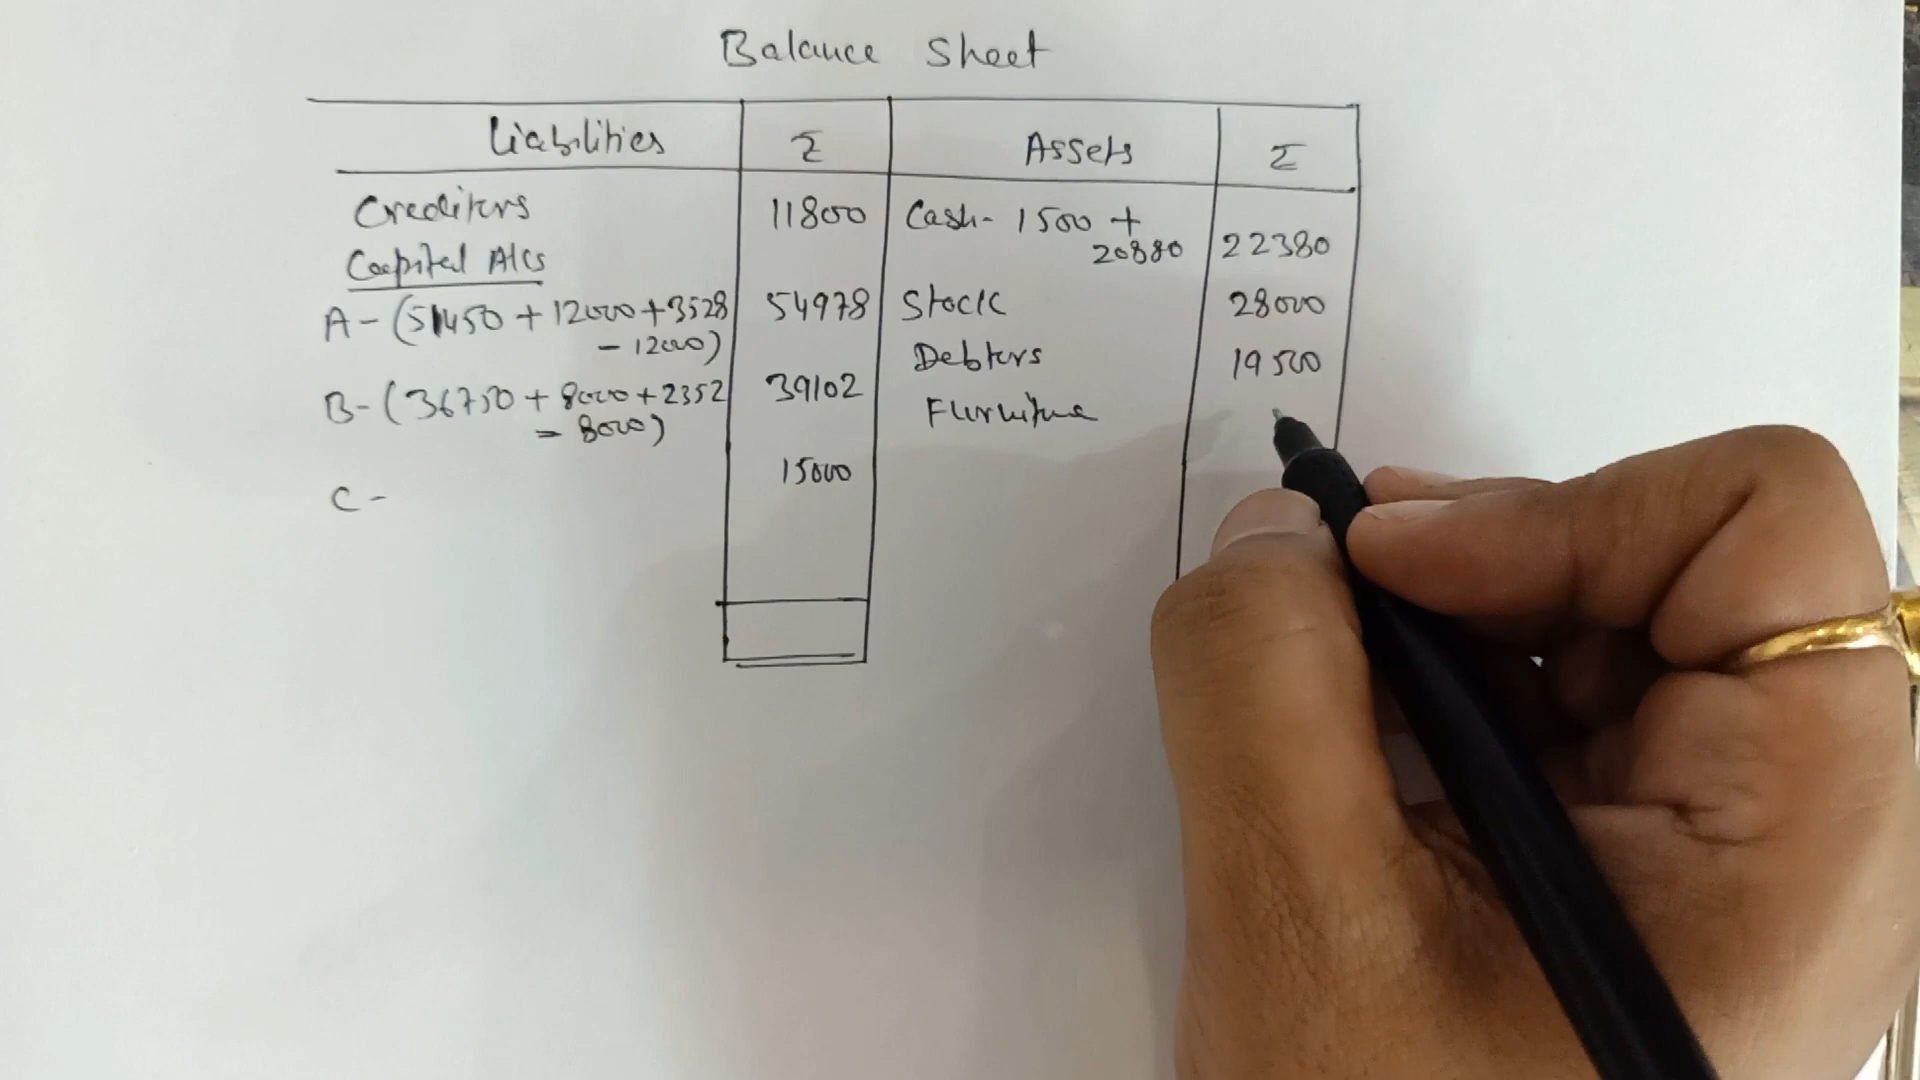 Balance Sheet
Liabilities ₹ Assets ₹
Creditors 11800 Cash- 1500 +
20880 22380
Capital A/cs
A - (51450 + 12000 + 3528 54978 Stock 28000
- 12000)
Debtors 19500
B- (36750 + 8000 + 2352 39102 Furniture
- 8000)
C - 15000